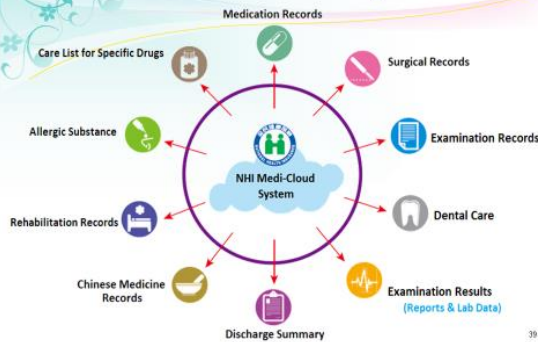 Medication Records
Care List for Specific Drugs
Surgical Records
Allergic Substance
Examination Records
NHI Medi-Cloud
System
Rehabilitation Records
Dental Care
Chinese Medicine
Records
Examination Results
(Reports & Lab Data)
Discharge Summary
39